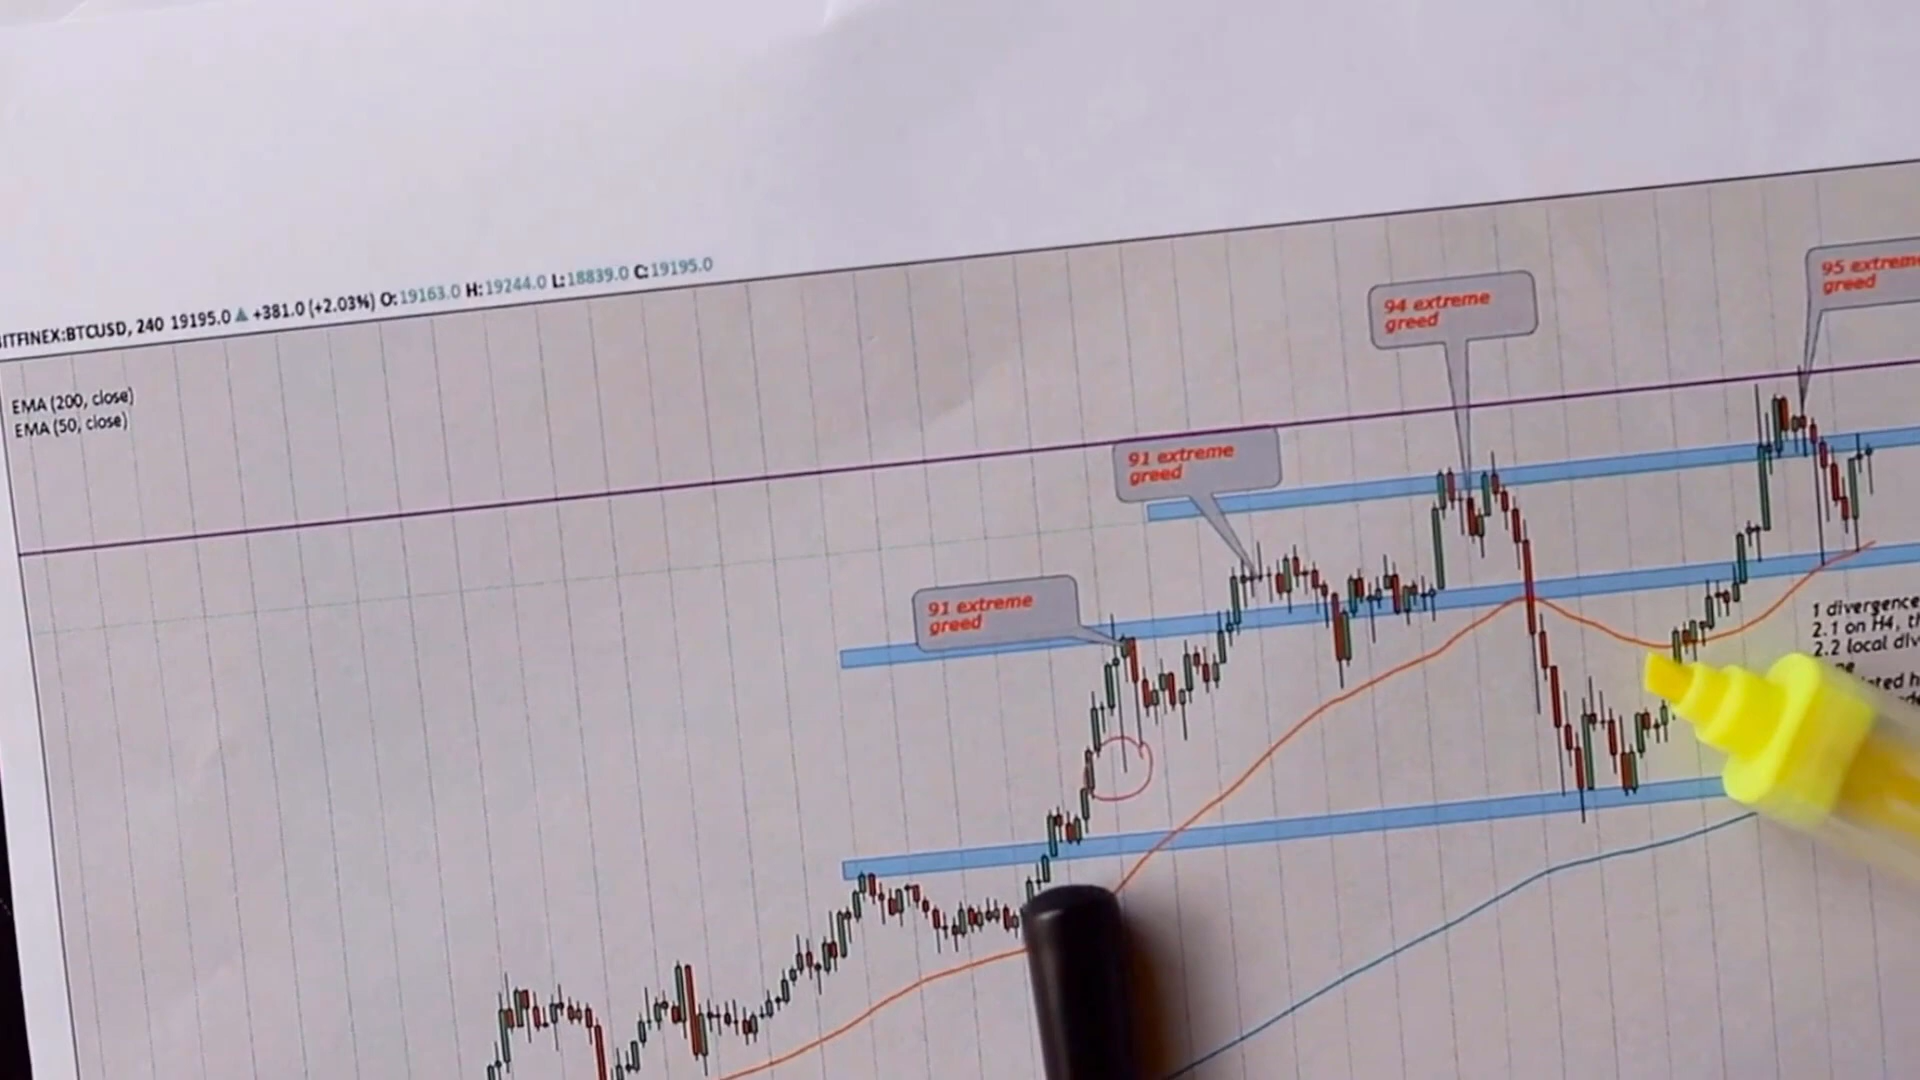 BITFINEX:BTCUSD, 240 19195.0 ▲ +381.0 (+2.03%) O:19163.0 H:19244.0 L:18839.0 C:19195.0
EMA (200, close)
EMA (50, close)
91 extreme
greed
91 extreme
greed
94 extreme
greed
95 extreme
greed
1 divergence
2.1 on H4,
2.2 local